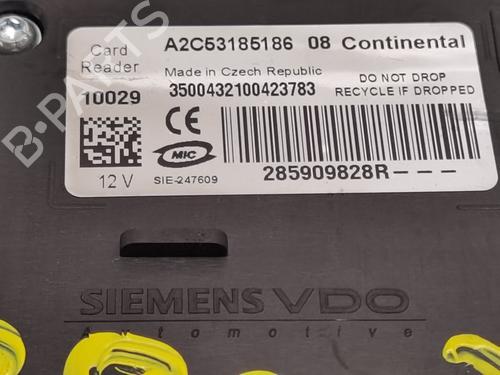 Card Reader
A2C53185186 08 Continental
Made in Czech Republic
10029
3500432100423783
DO NOT DROP
RECYCLE IF DROPPED
CE
MIC
12 V
SIE-247609
285909828R---
SIEMENS VDO
Automotive
B-PARTS